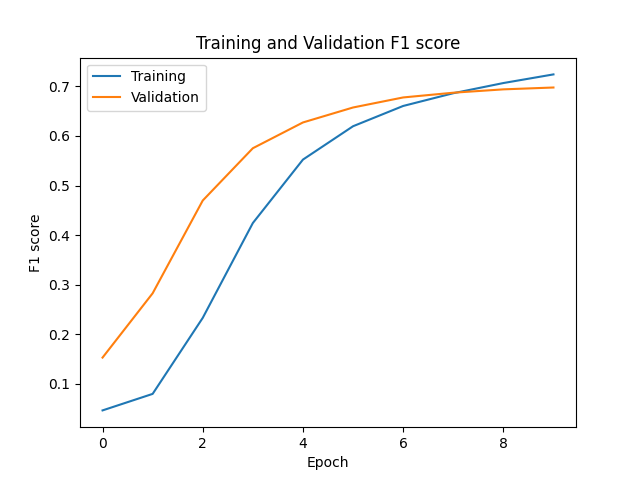 Training and Validation F1 score
Training
Validation
F1 score
0.7
0.6
0.5
0.4
0.3
0.2
0.1
0 2 4 6 8
Epoch